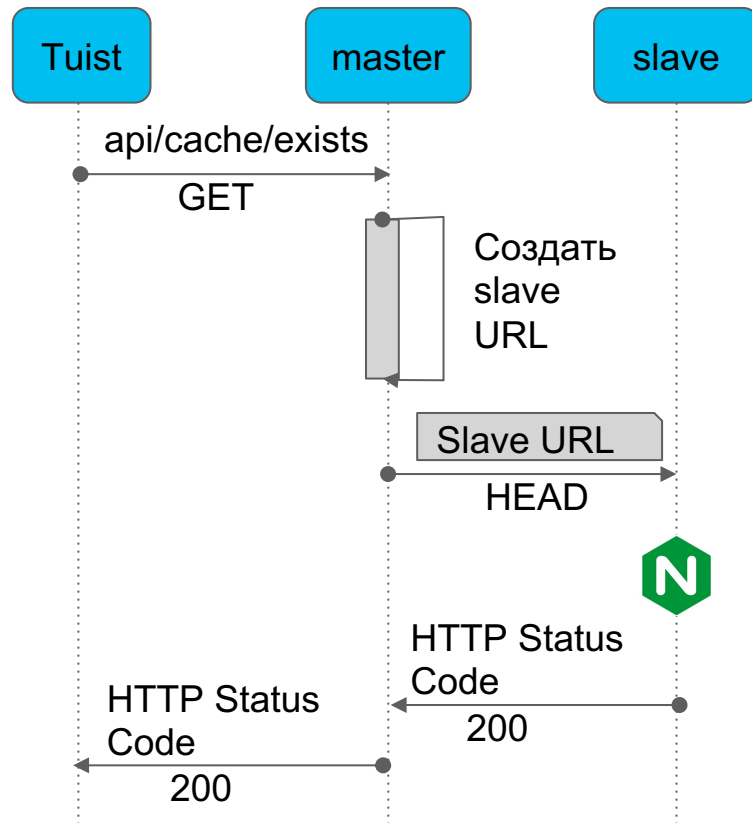 Tuist
master
slave
api/cache/exists
GET
Создать
slave
URL
Slave URL
HEAD
N
HTTP Status
Code
200
HTTP Status
Code
200